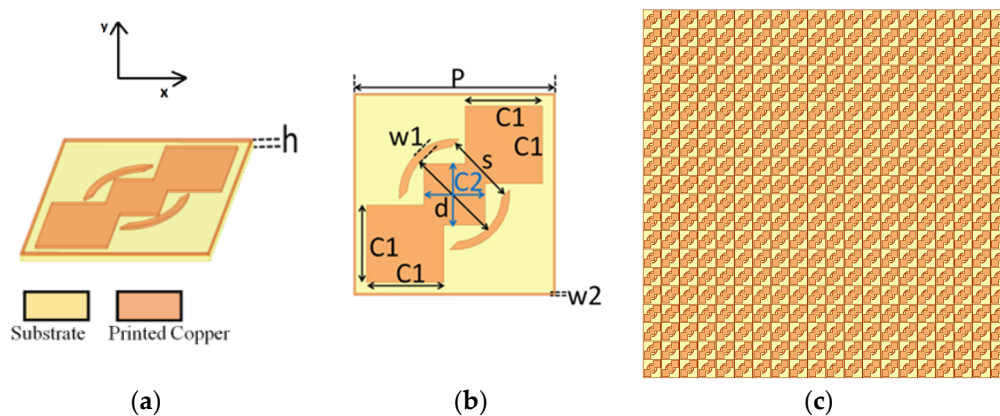 y
x
h
Substrate
Printed Copper
P
C1
C1
w1
s
C2
d
C1
C1
w2
(a)
(b)
(c)